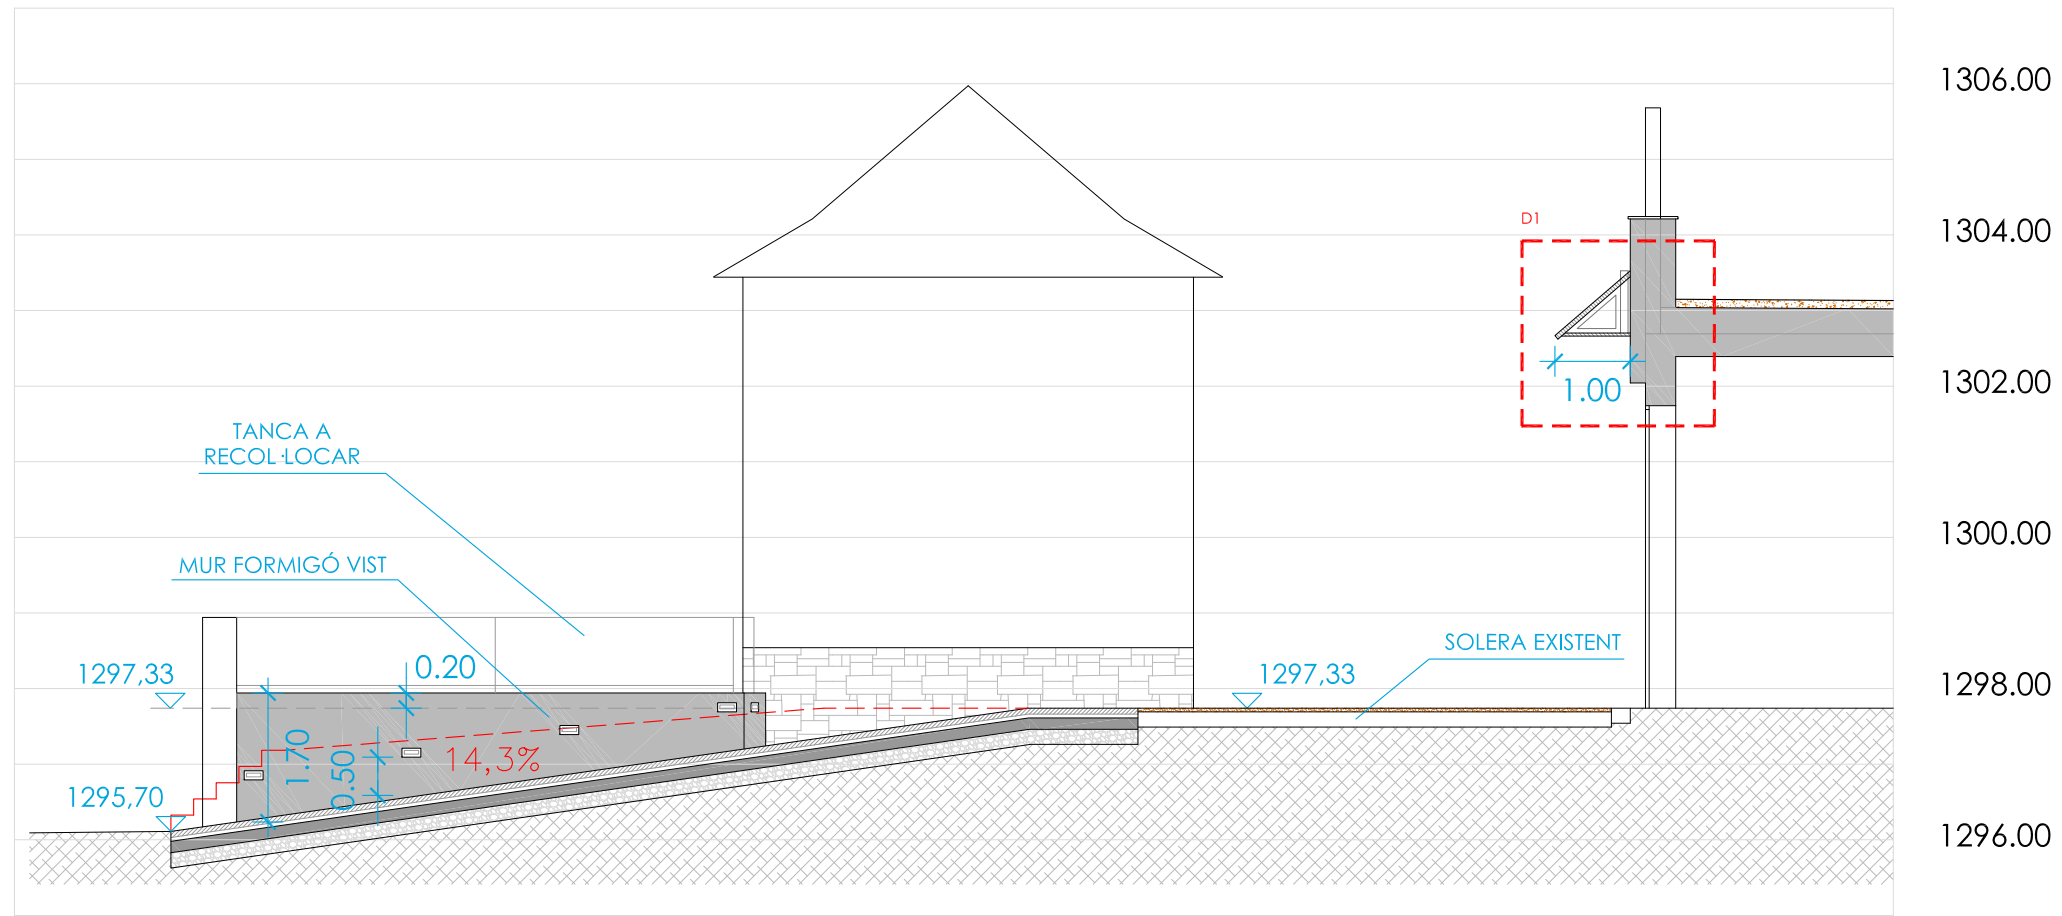 1306.00
D1
1304.00
1.00
1302.00
TANCA A
RECOL·LOCAR
1300.00
MUR FORMIGÓ VIST
SOLERA EXISTENT
1297,33
0.20
1297,33
1298.00
1.70
0.50
14,3%
1295,70
1296.00